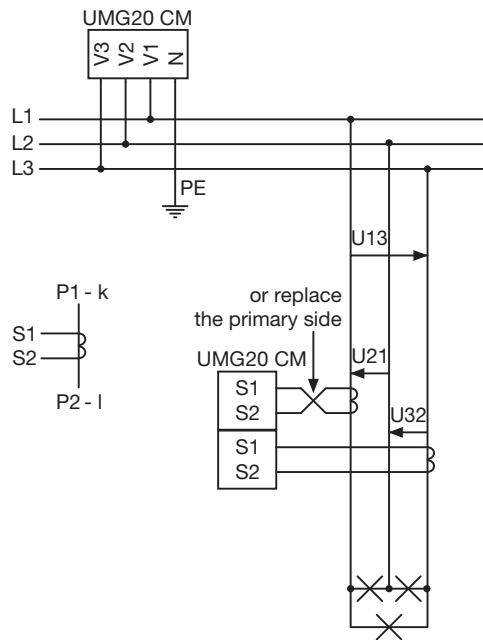 UMG20 CM
V3 V2 V1 N
L1
L2
L3
PE
U13
P1 - k
or replace
the primary side
S1
S2
UMG20 CM
U21
P2 - l
S1
S2
U32
S1
S2